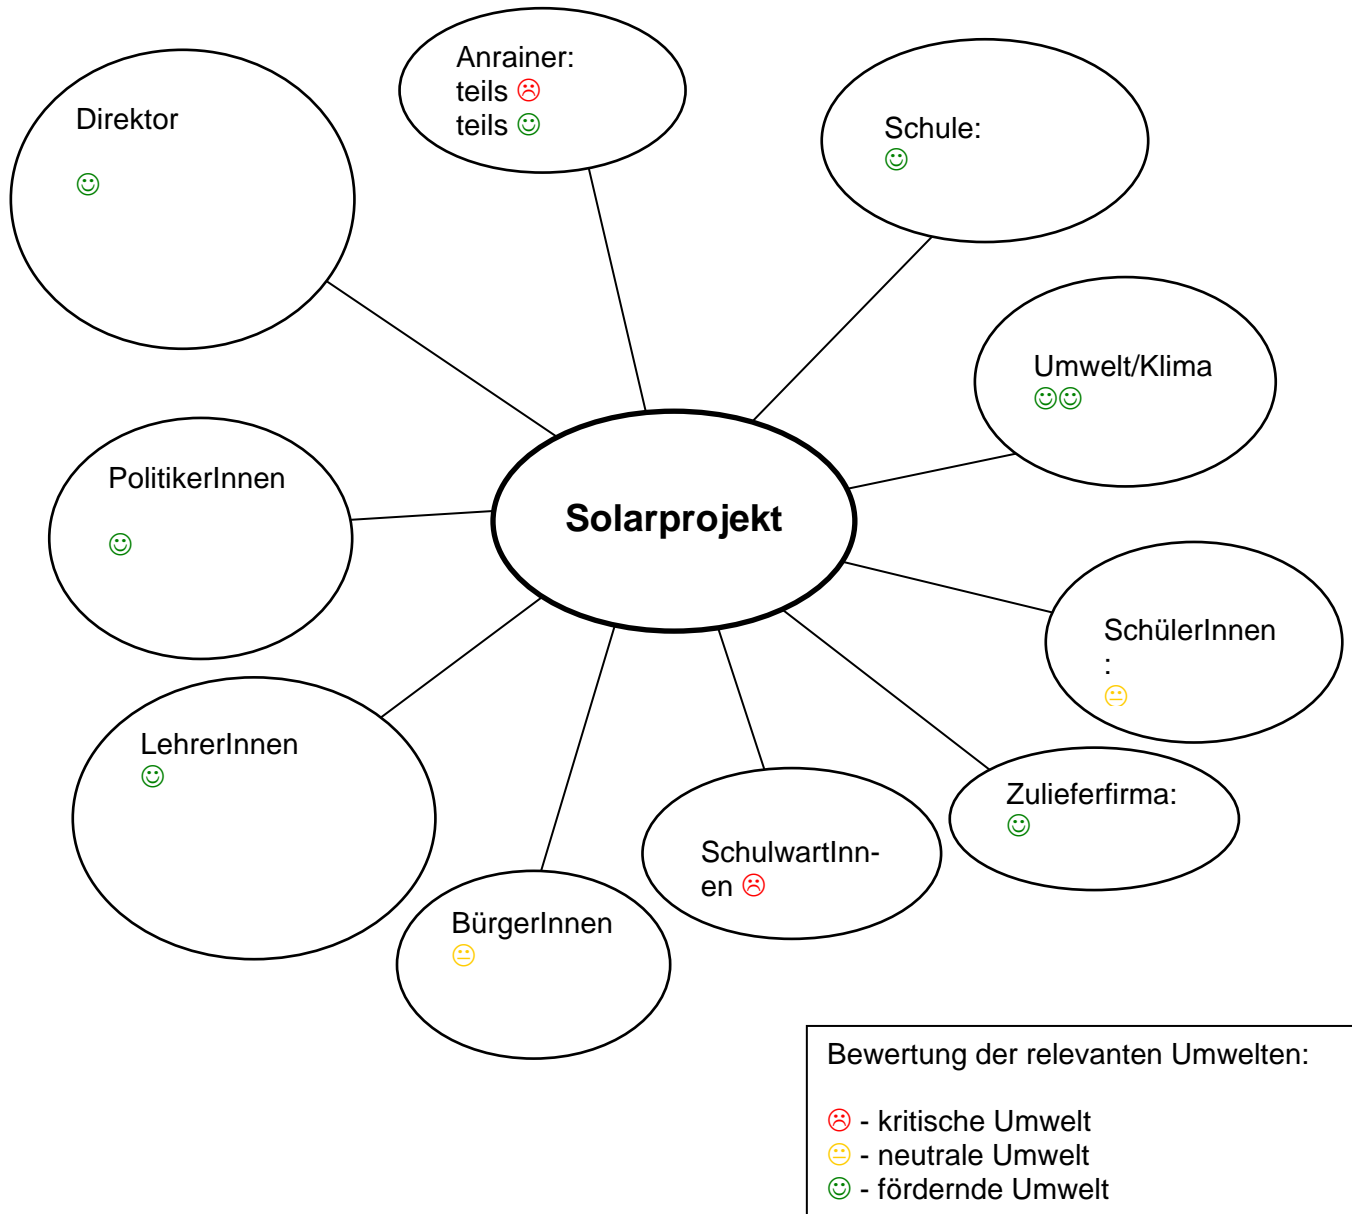 Anrainer:
teils ☹
teils ☺
Direktor
☺
Schule:
☺
Umwelt/Klima
☺☺
PolitikerInnen
☺
Solarprojekt
SchülerInnen
:
😐
LehrerInnen
☺
Zulieferfirma:
☺
SchulwartInn-
en ☹
BürgerInnen
😐
Bewertung der relevanten Umwelten:
☹ - kritische Umwelt
😐 - neutrale Umwelt
☺ - fördernde Umwelt